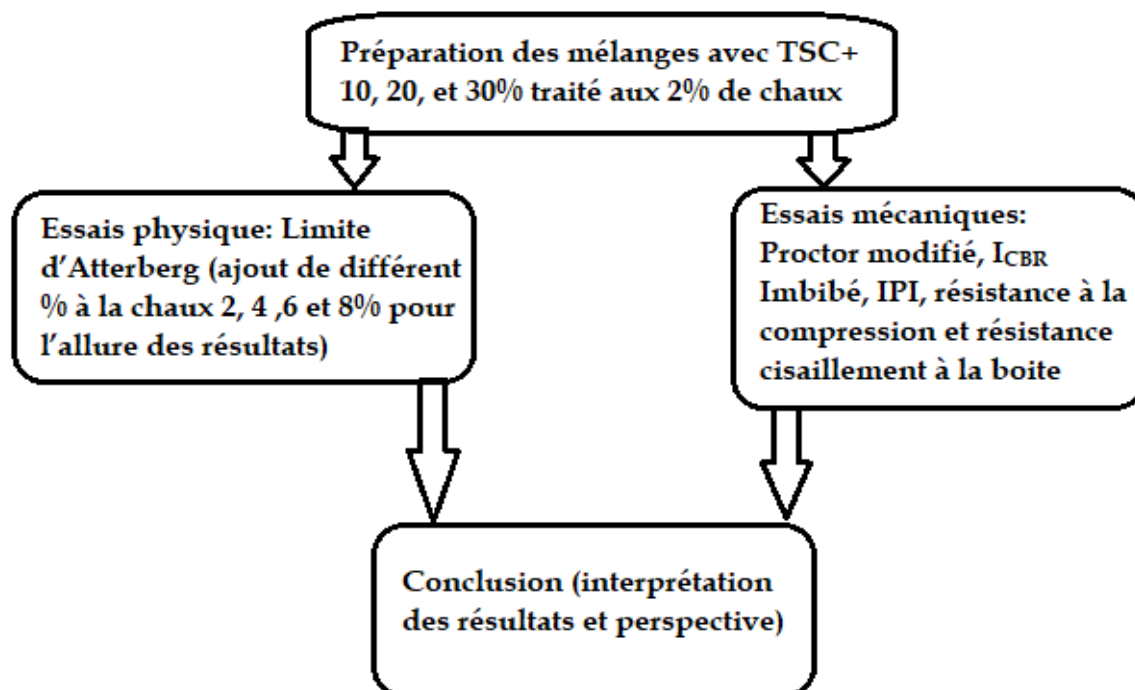 Préparation des mélanges avec TSC+
10, 20, et 30% traité aux 2% de chaux
Essais physique: Limite
d'Atterberg (ajout de différent
% à la chaux 2, 4 ,6 et 8% pour
l'allure des résultats)
Essais mécaniques:
Proctor modifié, ICBR
Imbibé, IPI, résistance à la
compression et résistance
cisaillement à la boite
Conclusion (interprétation
des résultats et perspective)